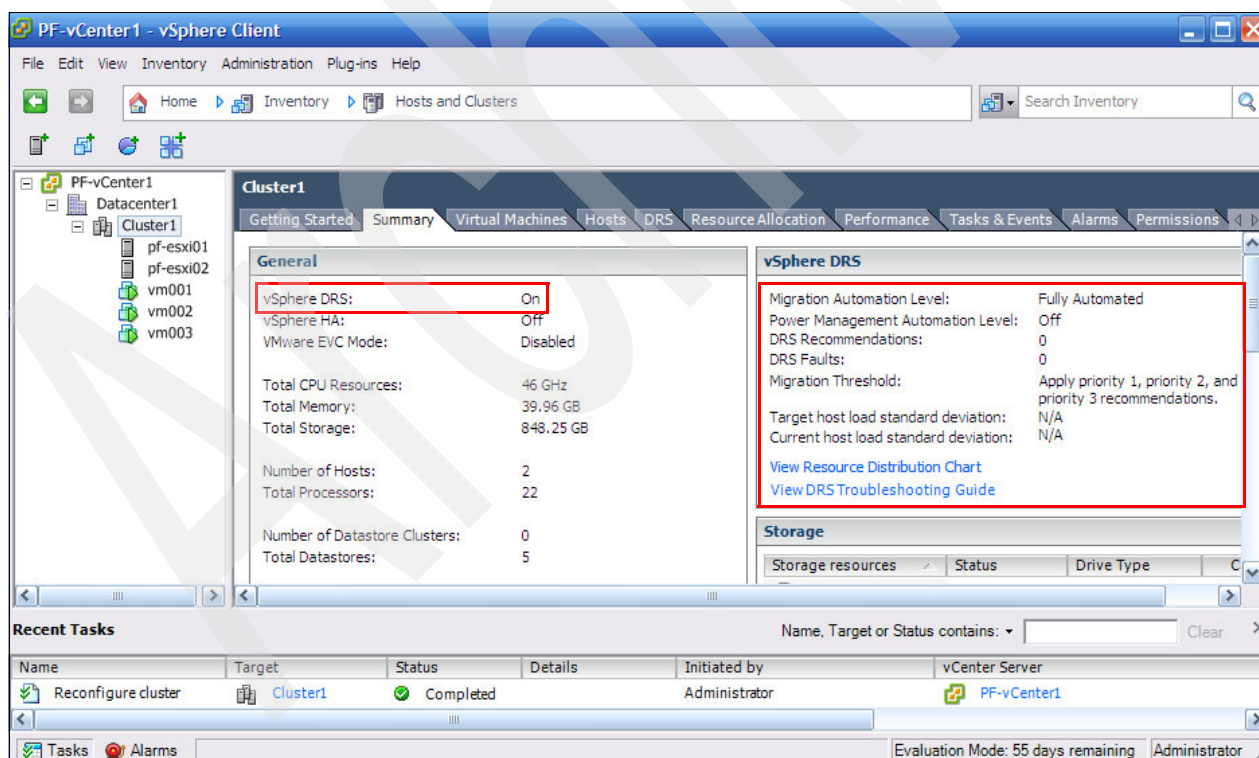 PF-vCenter1 - vSphere Client
File Edit View Inventory Administration Plug-ins Help
Home Inventory Hosts and Clusters Search Inventory
PF-vCenter1
Datacenter1
Cluster1
pf-esxi01
pf-esxi02
vm001
vm002
vm003
Cluster1
Getting Started Summary Virtual Machines Hosts DRS Resource Allocation Performance Tasks & Events Alarms Permissions
General
vSphere DRS: On
vSphere HA: Off
VMware EVC Mode: Disabled
Total CPU Resources: 46 GHz
Total Memory: 39.96 GB
Total Storage: 848.25 GB
Number of Hosts: 2
Total Processors: 22
Number of Datastore Clusters: 0
Total Datastores: 5
vSphere DRS
Migration Automation Level: Fully Automated
Power Management Automation Level: Off
DRS Recommendations: 0
DRS Faults: 0
Migration Threshold: Apply priority 1, priority 2, and
priority 3 recommendations.
Target host load standard deviation: N/A
Current host load standard deviation: N/A
View Resource Distribution Chart
View DRS Troubleshooting Guide
Storage
Storage resources Status Drive Type C
Recent Tasks Name, Target or Status contains: Clear
Name Target Status Details Initiated by vCenter Server
Reconfigure cluster Cluster1 Completed Administrator PF-vCenter1
Tasks Alarms Evaluation Mode: 55 days remaining Administrator